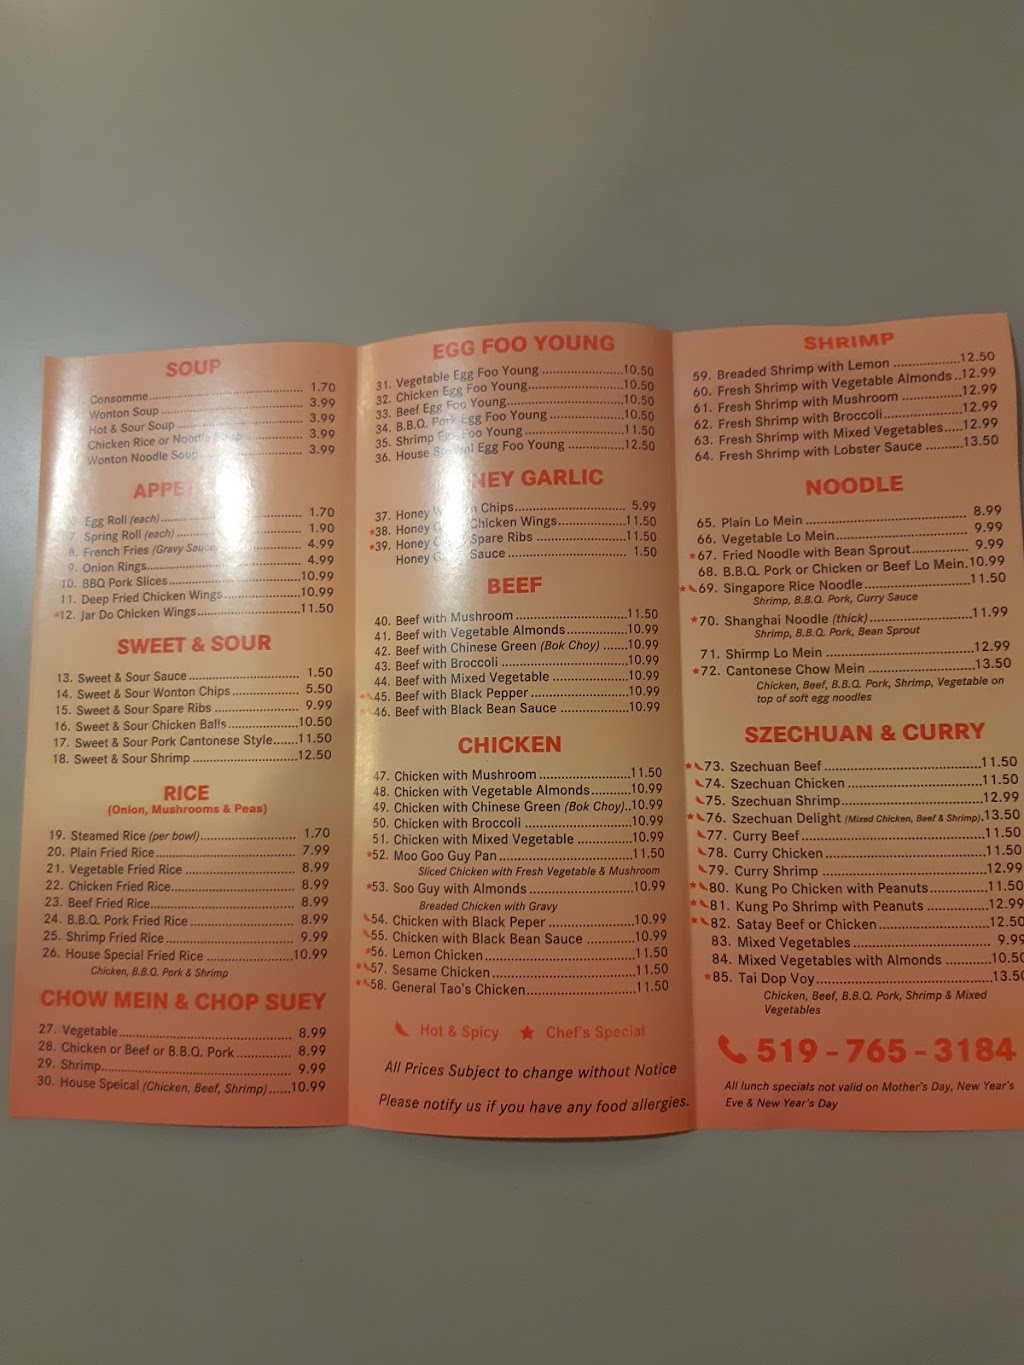 SOUP
Consomme 1.70
Wonton Soup 3.99
Hot & Sour Soup 3.99
Chicken Rice or Noodle Soup 3.99
Wonton Noodle Soup 3.99
6. Egg Roll (each) 1.70
7. Spring Roll (each) 1.90
8. French Fries (Gravy Sauce) 4.99
9. Onion Rings 4.99
10. BBQ Pork Slices 10.99
11. Deep Fried Chicken Wings 10.99
12. Jar Do Chicken Wings 11.50
SWEET & SOUR
13. Sweet & Sour Sauce 1.50
14. Sweet & Sour Wonton Chips 5.50
15. Sweet & Sour Spare Ribs 9.99
16. Sweet & Sour Chicken Balls 10.50
17. Sweet & Sour Pork Cantonese Style 11.50
18. Sweet & Sour Shrimp 12.50
RICE
(Onion, Mushrooms & Peas)
19. Steamed Rice (per bowl) 1.70
20. Plain Fried Rice 7.99
21. Vegetable Fried Rice 8.99
22. Chicken Fried Rice 8.99
23. Beef Fried Rice 8.99
24. B.B.Q. Pork Fried Rice 8.99
25. Shrimp Fried Rice 9.99
26. House Special Fried Rice 10.99
Chicken, B.B.Q. Pork & Shrimp
CHOW MEIN & CHOP SUEY
27. Vegetable 8.99
28. Chicken or Beef or B.B.Q. Pork 8.99
29. Shrimp 9.99
30. House Speical (Chicken, Beef, Shrimp) 10.99
EGG FOO YOUNG
31. Vegetable Egg Foo Young 10.50
32. Chicken Egg Foo Young 10.50
33. Beef Egg Foo Young 10.50
34. B.B.Q. Pork Egg Foo Young 10.50
35. Shrimp Egg Foo Young 11.50
36. House Special Egg Foo Young 12.50
GARLIC
37. Honey Chips 5.99
38. Honey Chicken Wings 11.50
39. Honey Spare Ribs 11.50
Honey Sauce 1.50
BEEF
40. Beef with Mushroom 11.50
41. Beef with Vegetable Almonds 10.99
42. Beef with Chinese Green (Bok Choy) 10.99
43. Beef with Broccoli 10.99
44. Beef with Mixed Vegetable 10.99
45. Beef with Black Pepper 10.99
46. Beef with Black Bean Sauce 10.99
CHICKEN
47. Chicken with Mushroom 11.50
48. Chicken with Vegetable Almonds 10.99
49. Chicken with Chinese Green (Bok Choy) 10.99
50. Chicken with Broccoli 10.99
51. Chicken with Mixed Vegetable 10.99
52. Moo Goo Guy Pan 11.50
Sliced Chicken with Fresh Vegetable & Mushroom
53. Soo Guy with Almonds 10.99
Breaded Chicken with Gravy
54. Chicken with Black Peper 10.99
55. Chicken with Black Bean Sauce 10.99
56. Lemon Chicken 11.50
57. Sesame Chicken 11.50
58. General Tao's Chicken 11.50
Hot & Spicy ★ Chef's Special
All Prices Subject to change without Notice
Please notify us if you have any food allergies.
SHRIMP
59. Breaded Shrimp with Lemon 12.50
60. Fresh Shrimp with Vegetable Almonds 12.99
61. Fresh Shrimp with Mushroom 12.99
62. Fresh Shrimp with Broccoli 12.99
63. Fresh Shrimp with Mixed Vegetables 12.99
64. Fresh Shrimp with Lobster Sauce 13.50
NOODLE
65. Plain Lo Mein 8.99
66. Vegetable Lo Mein 9.99
67. Fried Noodle with Bean Sprout 9.99
68. B.B.Q. Pork or Chicken or Beef Lo Mein 10.99
69. Singapore Rice Noodle 11.50
Shrimp, B.B.Q. Pork, Curry Sauce
70. Shanghai Noodle (thick) 11.99
Shrimp, B.B.Q. Pork, Bean Sprout
71. Shirmp Lo Mein 12.99
72. Cantonese Chow Mein 13.50
Chicken, Beef, B.B.Q. Pork, Shrimp, Vegetable on
top of soft egg noodles
SZECHUAN & CURRY
73. Szechuan Beef 11.50
74. Szechuan Chicken 11.50
75. Szechuan Shrimp 12.99
76. Szechuan Delight (Mixed Chicken, Beef & Shrimp) 13.50
77. Curry Beef 11.50
78. Curry Chicken 11.50
79. Curry Shrimp 12.99
80. Kung Po Chicken with Peanuts 11.50
81. Kung Po Shrimp with Peanuts 12.99
82. Satay Beef or Chicken 12.50
83. Mixed Vegetables 9.99
84. Mixed Vegetables with Almonds 10.50
85. Tai Dop Voy 13.50
Chicken, Beef, B.B.Q. Pork, Shrimp & Mixed
Vegetables
519 - 765 - 3184
All lunch specials not valid on Mother's Day, New Year's
Eve & New Year's Day